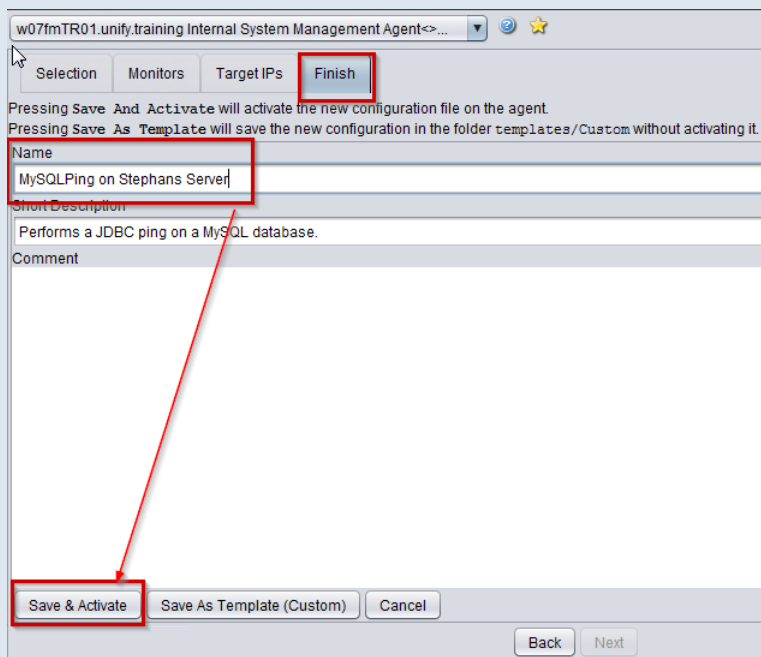 w07fmTR01.unify.training Internal System Management Agent<>...
Selection Monitors Target IPs Finish
Pressing Save And Activate will activate the new configuration file on the agent.
Pressing Save As Template will save the new configuration in the folder templates/Custom without activating it.
Name
MySQLPing on Stephans Server
Short Description
Performs a JDBC ping on a MySQL database.
Comment
Save & Activate Save As Template (Custom) Cancel
Back Next